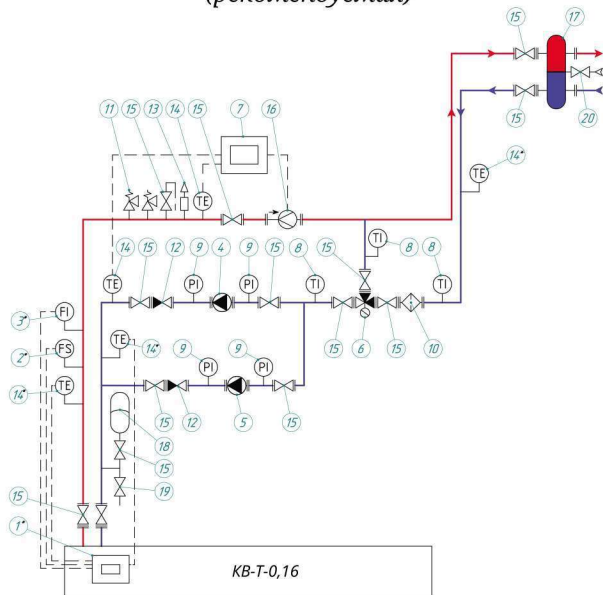 (рекомендуемая)
15 17
15 20
11 15 13 14 15 7 16
TE
14*
TE
TI 8
14 15 12 9 4 9 15 8 15 8
TE PI PI TI TI
3* FI
15 6 15 10
2* FS
TE 14*
9 9
PI PI
14* TE
15 12 5 15
18
15
19
15
1*
КВ-Т-0,16